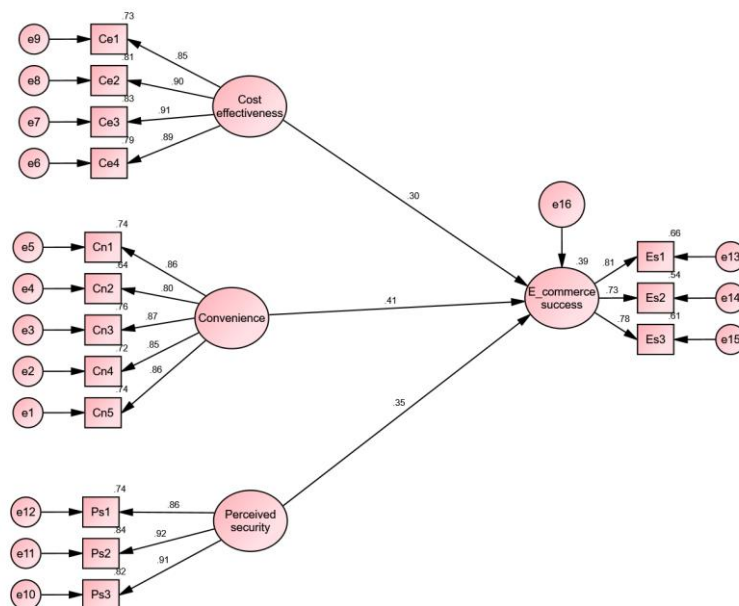 .73
e9 Ce1
.85
.81
e8 Ce2
.90
.83
Cost
effectiveness
e7 Ce3
.91
.79
.89
e6 Ce4
.30
e16
.74
e5 Cn1
.86
.64
e4 Cn2
.80
.76
e3 Cn3
.87
Convenience
.41
.72
e2 Cn4
.85
.74
.86
e1 Cn5
.39
E_commerce
success
.66
.81
Es1 e13
.54
.73
Es2 e14
.61
.78
Es3 e15
.35
.74
e12 Ps1
.86
.84
Perceived
security
e11 Ps2
.92
.82
.91
e10 Ps3